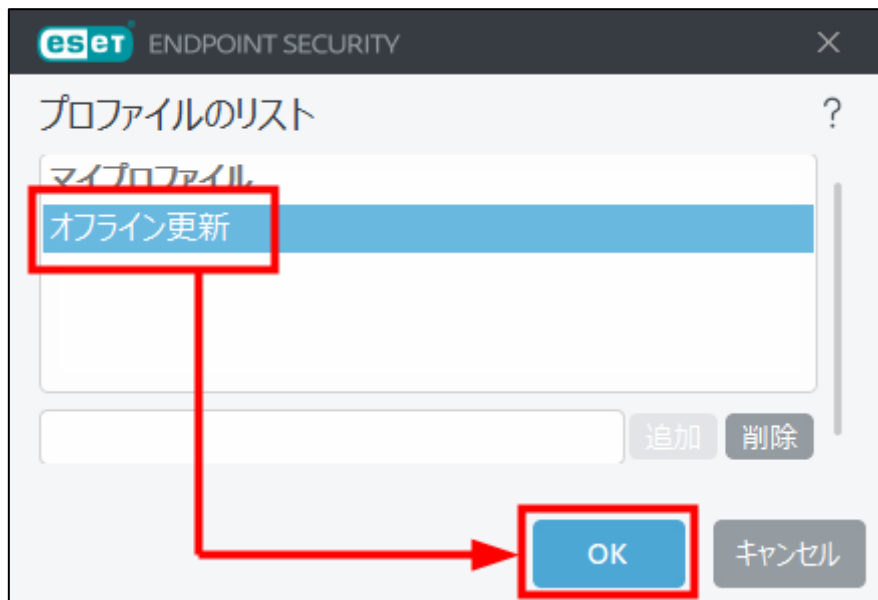 eset ENDPOINT SECURITY
プロファイルのリスト ?
マイプロファイル
オフライン更新
追加 削除
OK キャンセル